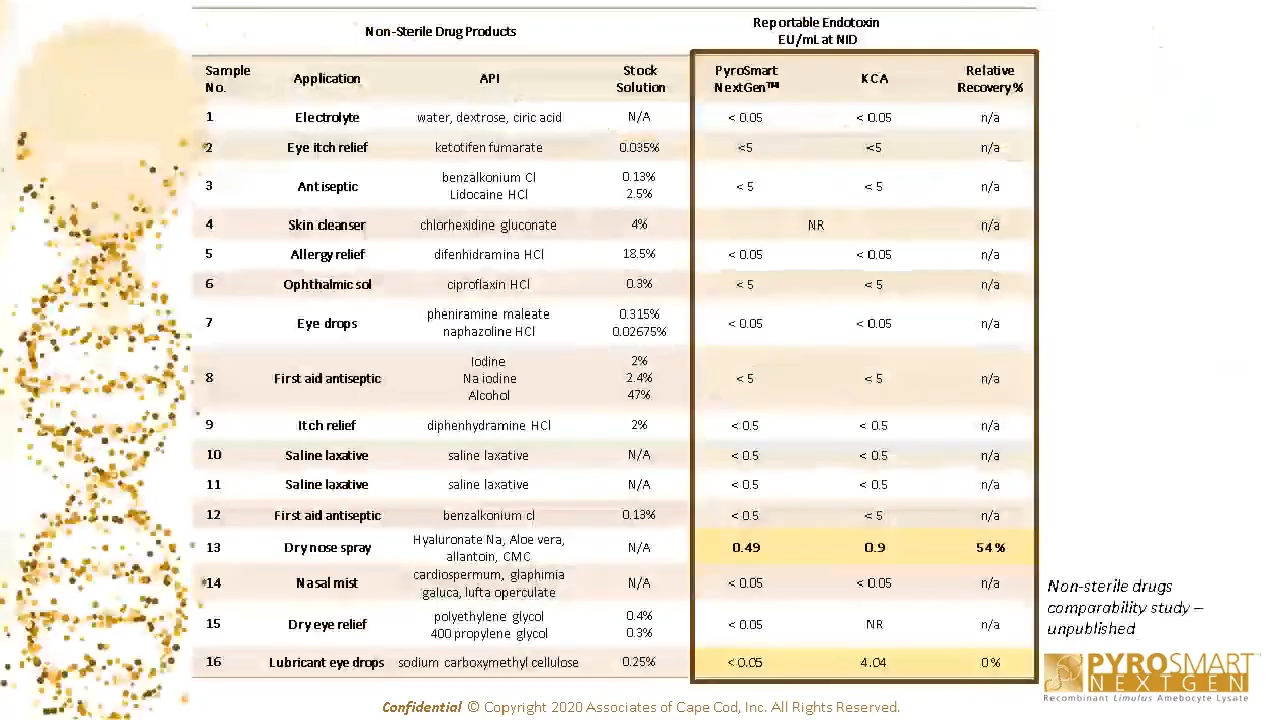 Non-Sterile Drug Products
Reportable Endotoxin
EU/mL at NID
Sample No. Application API Stock Solution PyroSmart NextGen™ KCA Relative Recovery%
1 Electrolyte water, dextrose, ciric acid N/A < 0.05 < 0.05 n/a
2 Eye itch relief ketotifen fumarate 0.035% <5 <5 n/a
3 Antiseptic benzalkonium Cl 0.13% < 5 < 5 n/a
Lidocaine HCl 2.5%
4 Skin cleanser chlorhexidine gluconate 4% NR n/a
5 Allergy relief difenhidramina HCl 18.5% < 0.05 < 0.05 n/a
6 Ophthalmic sol ciproflaxin HCl 0.3% < 5 < 5 n/a
7 Eye drops pheniramine maleate 0.315% < 0.05 < 0.05 n/a
naphazoline HCl 0.02675%
Iodine 2%
8 First aid antiseptic Na iodine 2.4% < 5 < 5 n/a
Alcohol 47%
9 Itch relief diphenhydramine HCl 2% < 0.5 < 0.5 n/a
10 Saline laxative saline laxative N/A < 0.5 < 0.5 n/a
11 Saline laxative saline laxative N/A < 0.5 < 0.5 n/a
12 First aid antiseptic benzalkonium cl 0.13% < 0.5 < 5 n/a
13 Dry nose spray Hyaluronate Na, Aloe vera, N/A 0.49 0.9 54%
allantoin, CMC
14 Nasal mist cardiospermum, glaphimia N/A < 0.05 < 0.05 n/a
galuca, lufta operculate
15 Dry eye relief polyethylene glycol 0.4% < 0.05 NR n/a
400 propylene glycol 0.3%
16 Lubricant eye drops sodium carboxymethyl cellulose 0.25% < 0.05 4.04 0%
Non-sterile drugs
comparability study –
unpublished
PYROSMART™
NEXTGEN
Recombinant Limulus Amebocyte Lysate
Confidential © Copyright 2020 Associates of Cape Cod, Inc. All Rights Reserved.